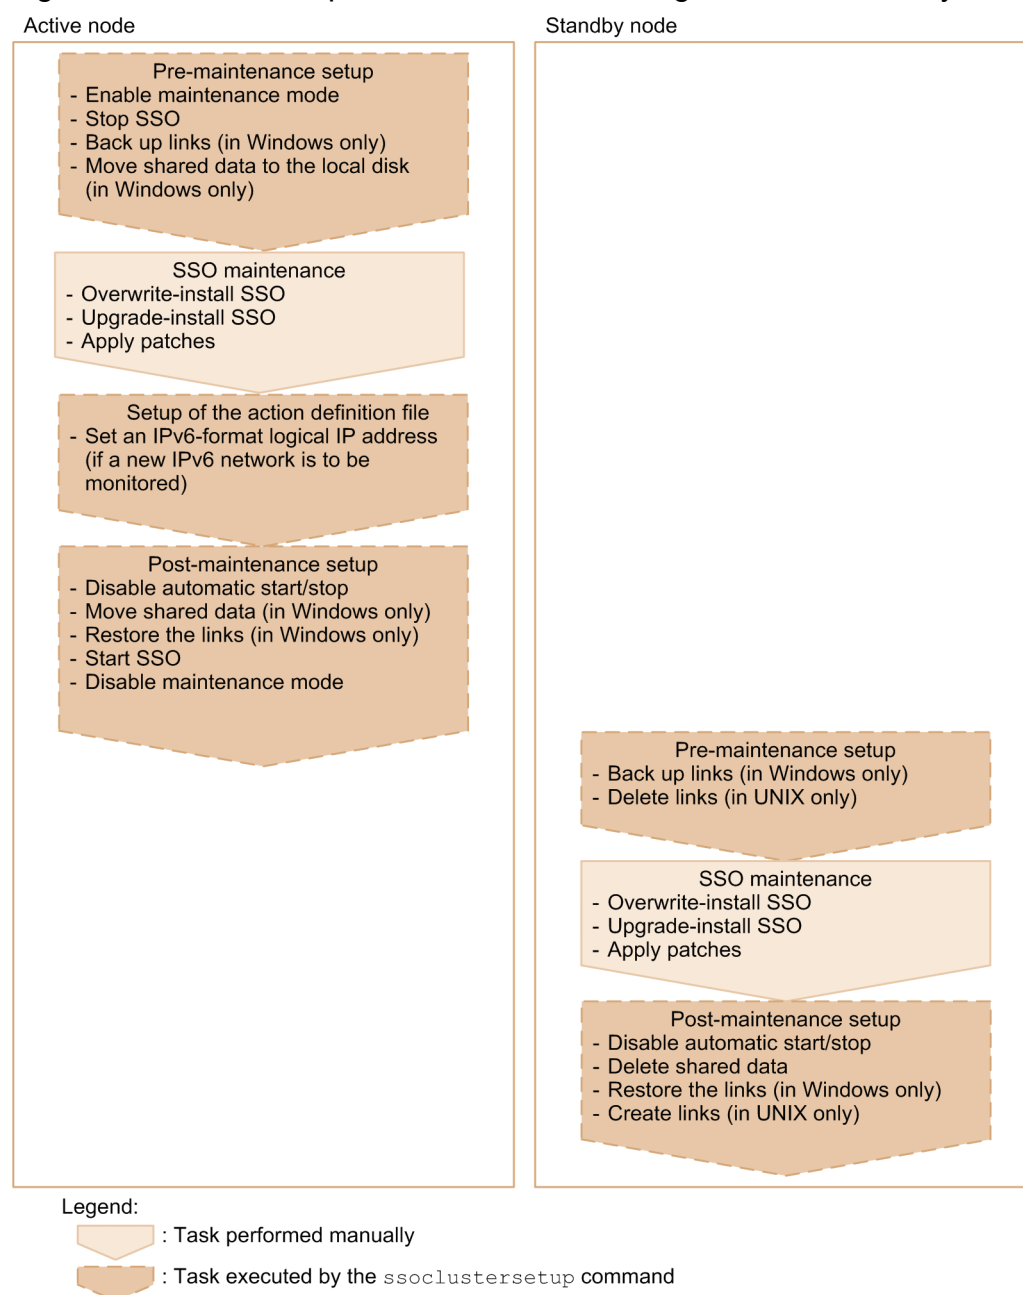 Active node
Pre-maintenance setup
- Enable maintenance mode
- Stop SSO
- Back up links (in Windows only)
- Move shared data to the local disk
(in Windows only)
SSO maintenance
- Overwrite-install SSO
- Upgrade-install SSO
- Apply patches
Setup of the action definition file
- Set an IPv6-format logical IP address
(if a new IPv6 network is to be
monitored)
Post-maintenance setup
- Disable automatic start/stop
- Move shared data (in Windows only)
- Restore the links (in Windows only)
- Start SSO
- Disable maintenance mode
Standby node
Pre-maintenance setup
- Back up links (in Windows only)
- Delete links (in UNIX only)
SSO maintenance
- Overwrite-install SSO
- Upgrade-install SSO
- Apply patches
Post-maintenance setup
- Disable automatic start/stop
- Delete shared data
- Restore the links (in Windows only)
- Create links (in UNIX only)
Legend:
: Task performed manually
: Task executed by the ssoclustersetup command